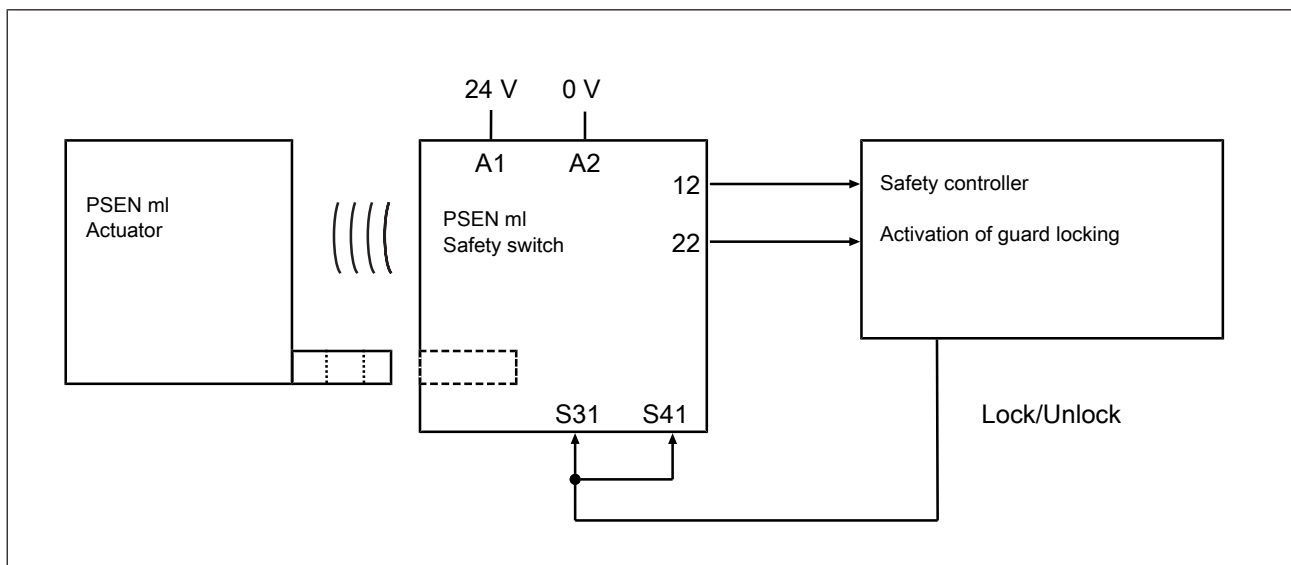 24 V
0 V
A1
A2
PSEN ml
Actuator
PSEN ml
Safety switch
12
22
Safety controller
Activation of guard locking
S31
S41
Lock/Unlock